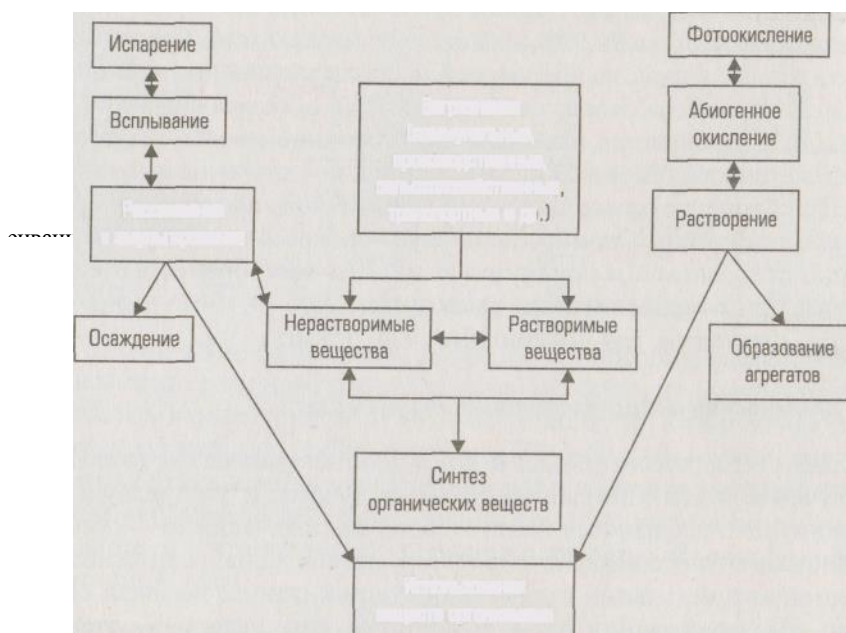 Испарение
Всплывание
Фотоокисление
Абиогенное
окисление
Растворение
Осаждение
Нерастворимые
вещества
Растворимые
вещества
Образование
агрегатов
Синтез
органических веществ